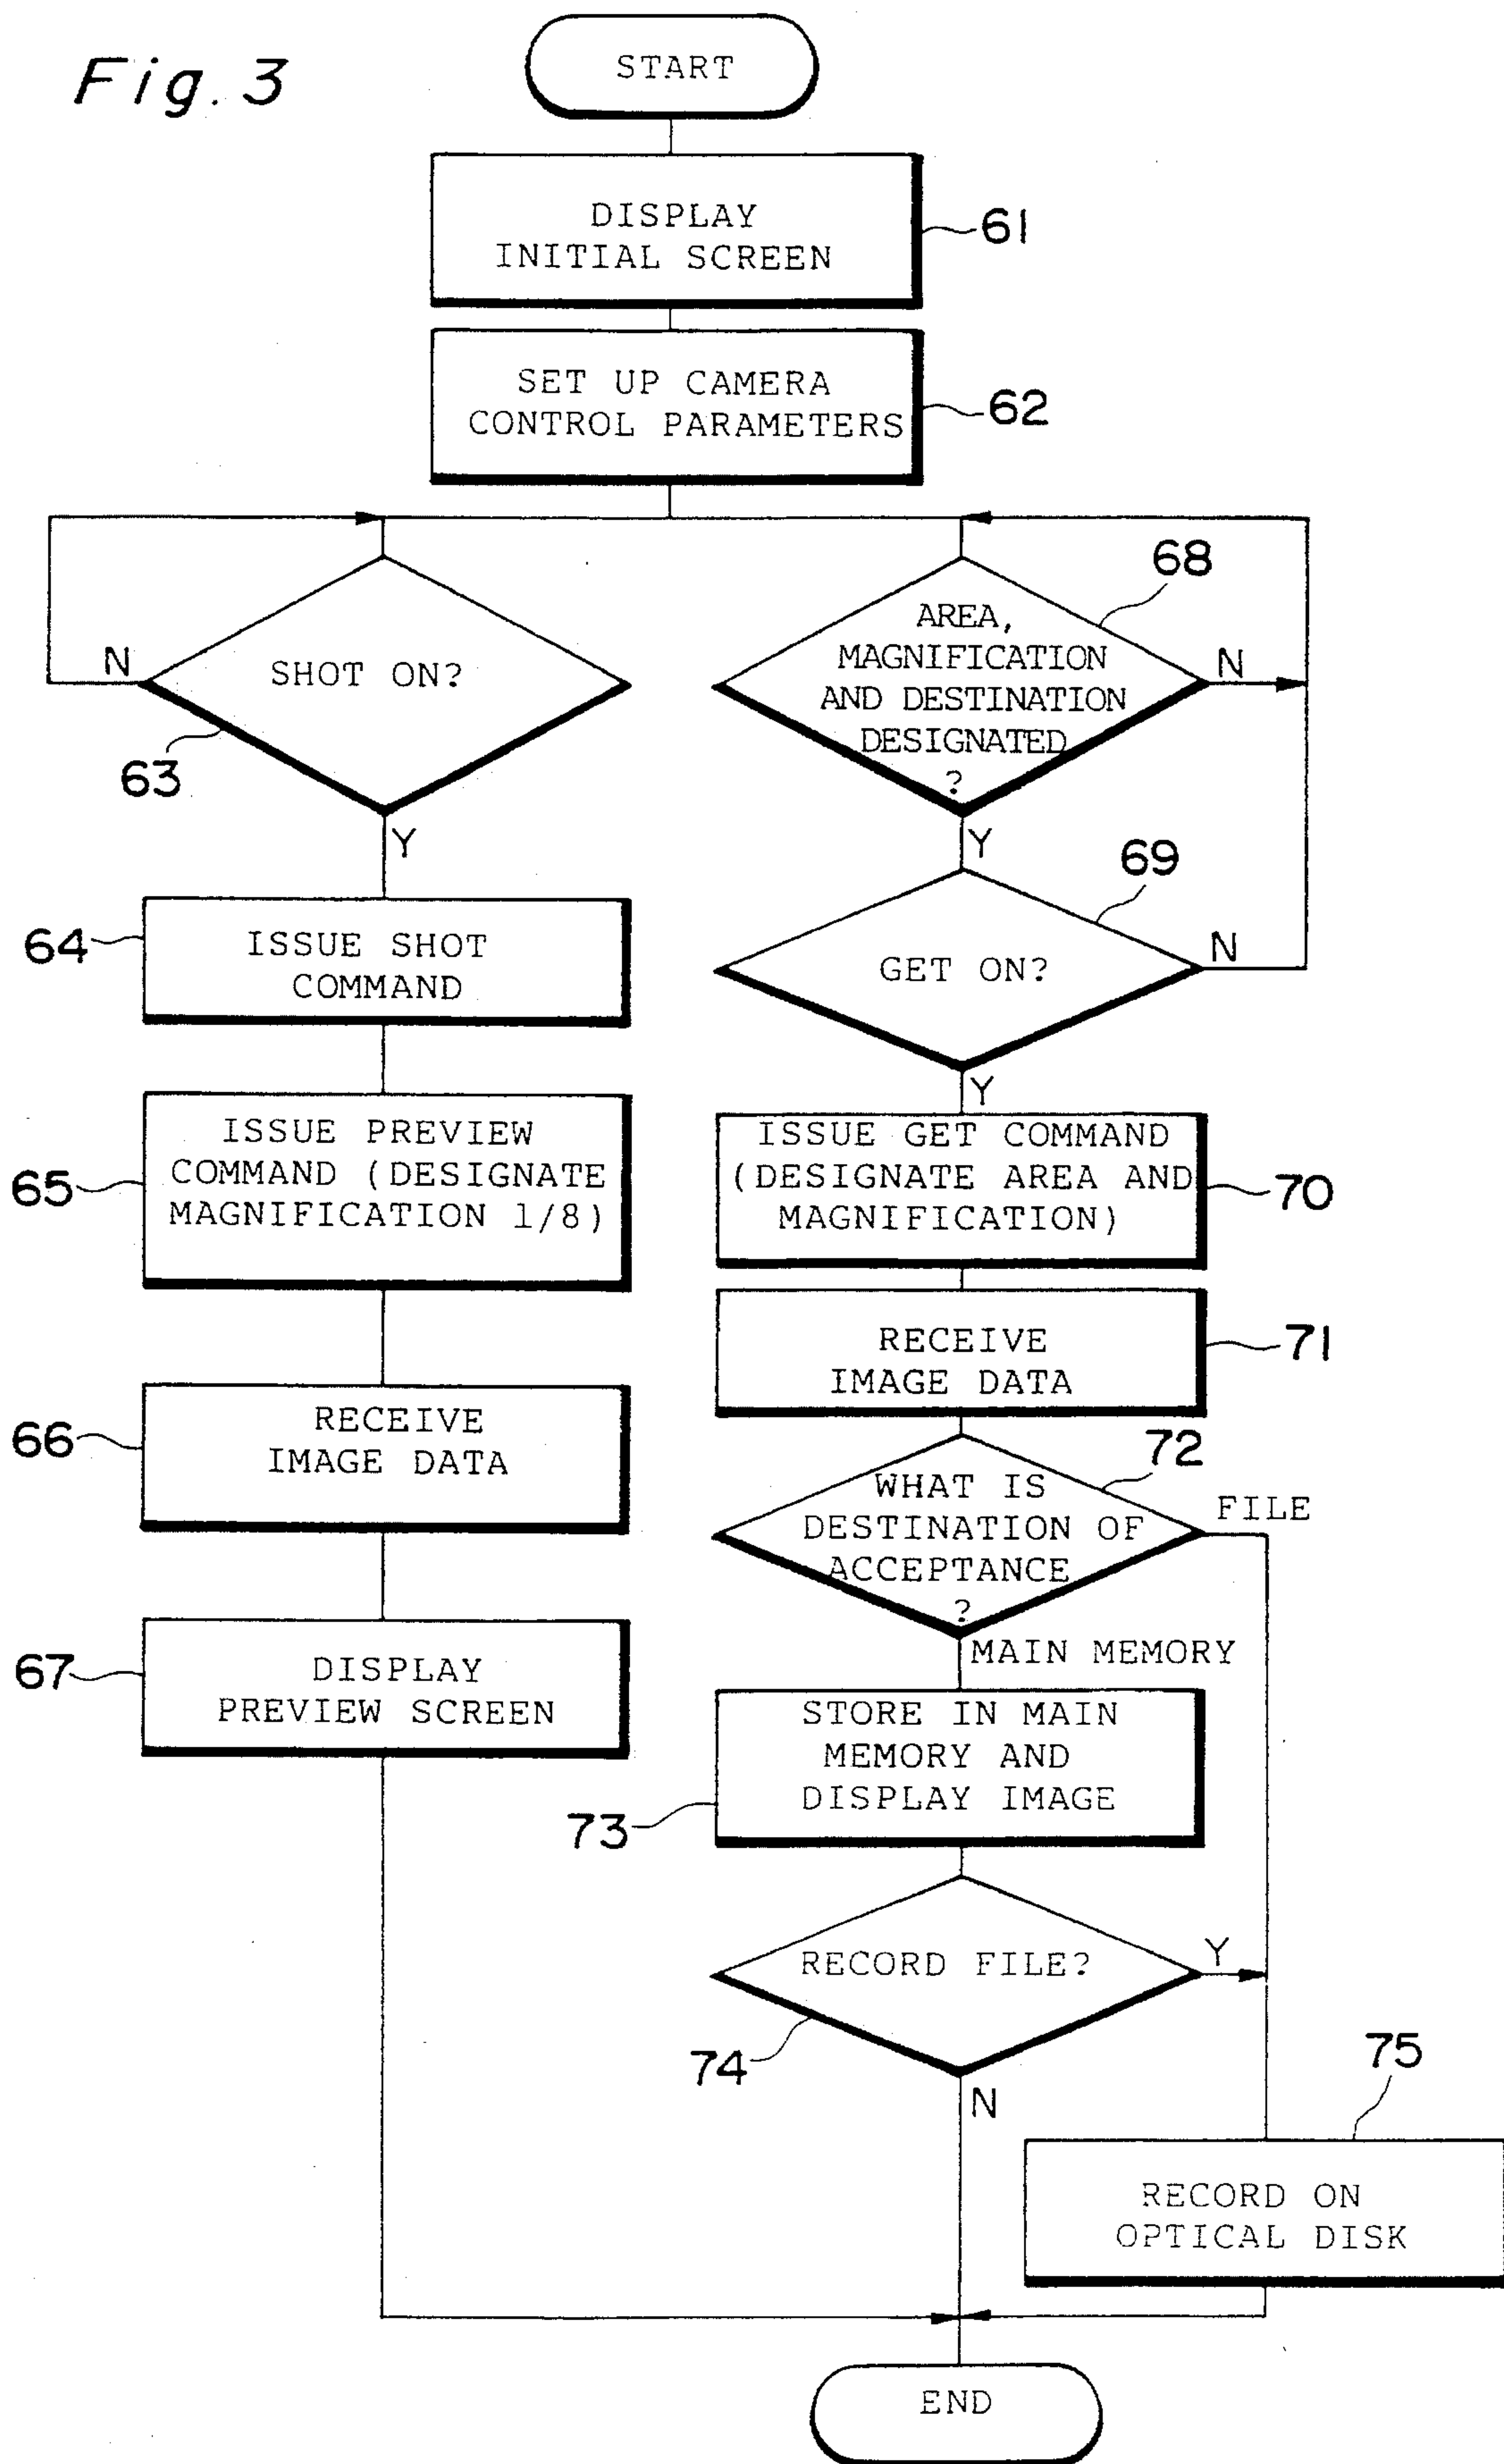 Fig. 3
START
DISPLAY
INITIAL SCREEN
61
SET UP CAMERA
CONTROL PARAMETERS
62
SHOT ON?
N
63
Y
ISSUE SHOT
COMMAND
64
ISSUE PREVIEW
COMMAND (DESIGNATE
MAGNIFICATION 1/8)
65
RECEIVE
IMAGE DATA
66
DISPLAY
PREVIEW SCREEN
67
68
AREA,
MAGNIFICATION
AND DESTINATION
DESIGNATED
?
N
Y
69
GET ON?
N
Y
ISSUE GET COMMAND
(DESIGNATE AREA AND
MAGNIFICATION)
70
RECEIVE
IMAGE DATA
71
72
WHAT IS
DESTINATION OF
ACCEPTANCE
?
FILE
MAIN MEMORY
STORE IN MAIN
MEMORY AND
DISPLAY IMAGE
73
RECORD FILE?
Y
74
N
75
RECORD ON
OPTICAL DISK
END